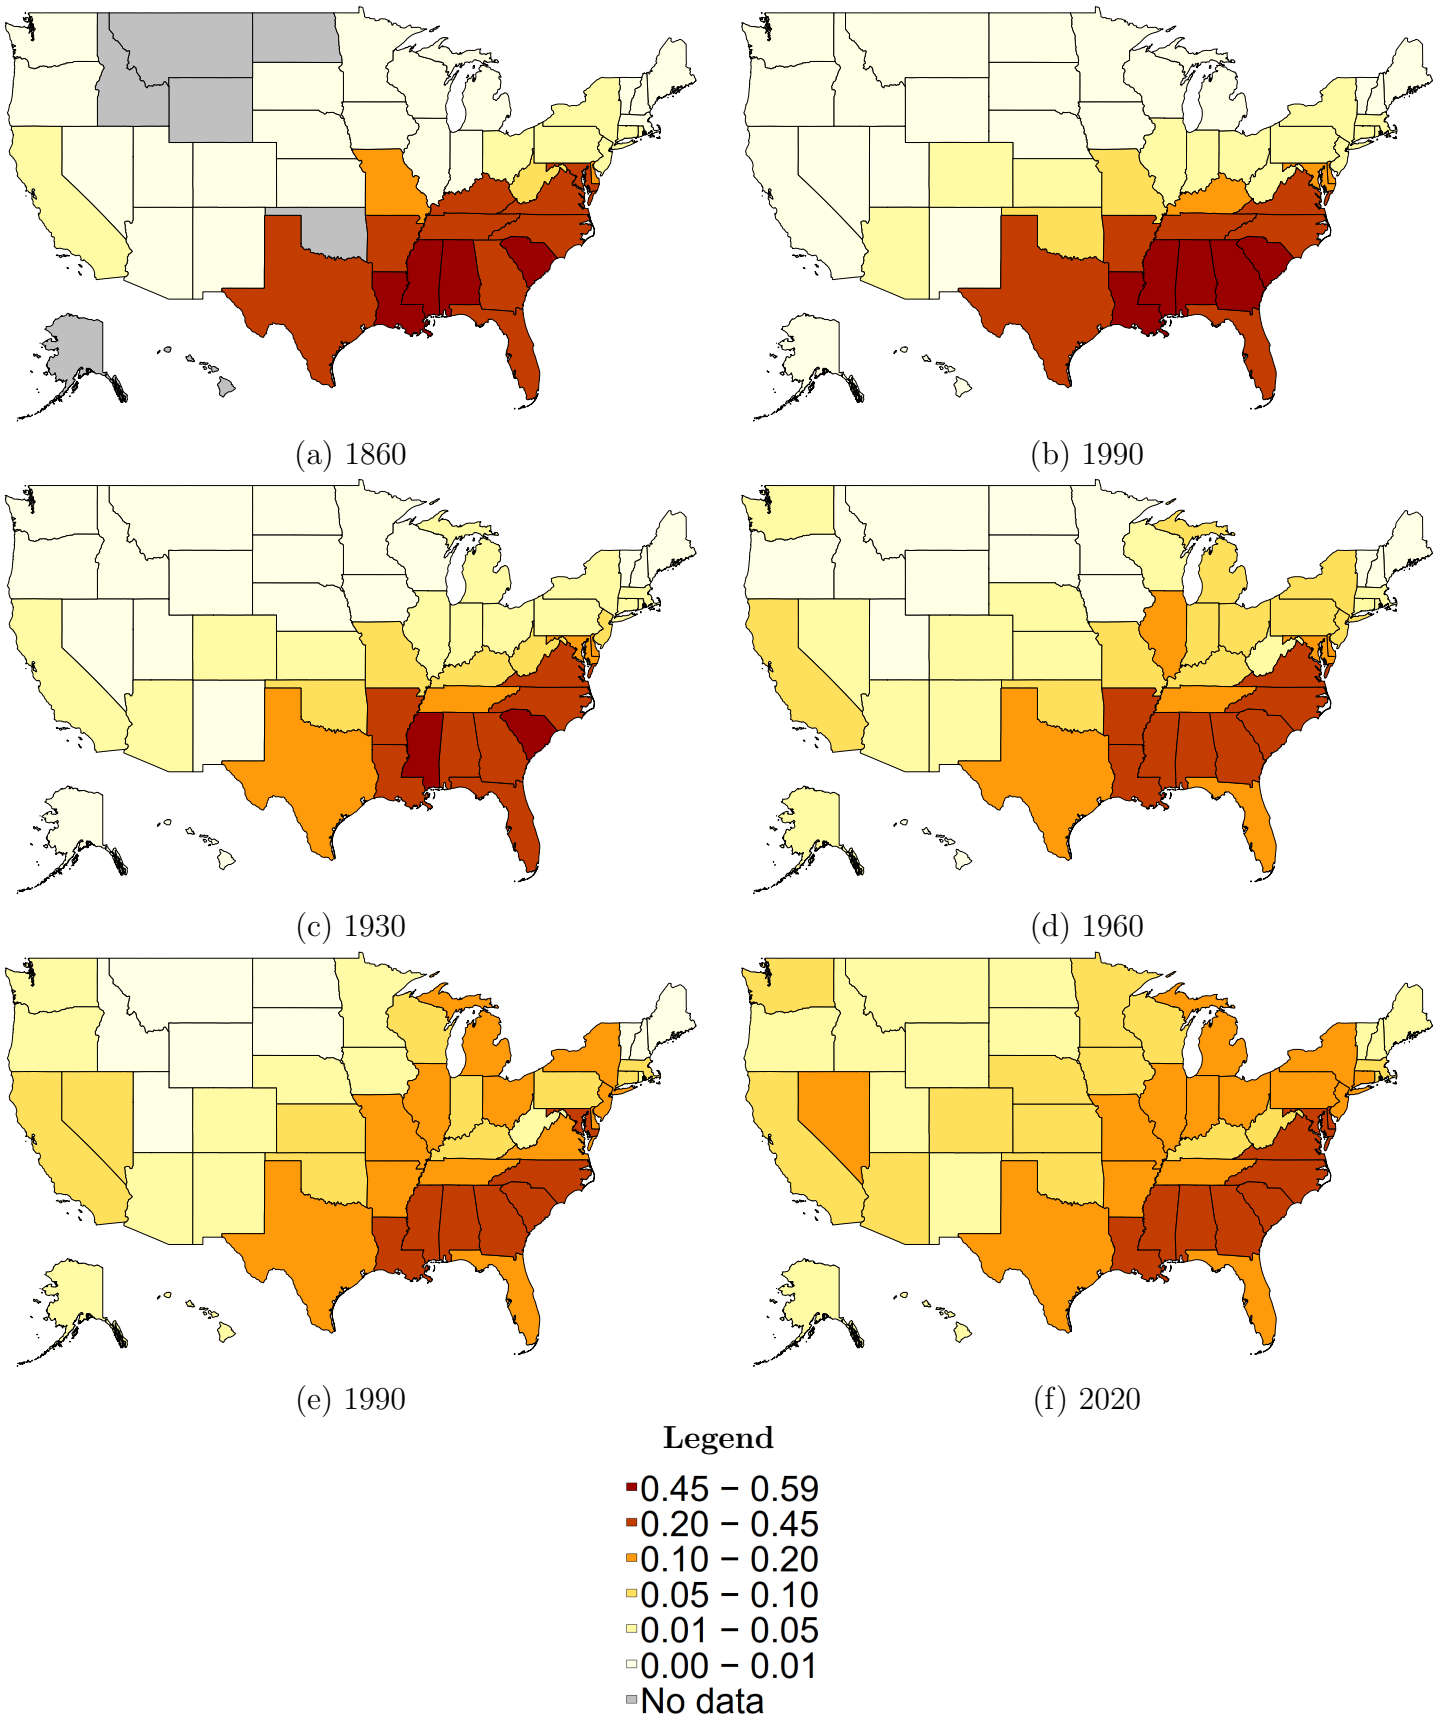 (a) 1860
(b) 1990
(c) 1930
(d) 1960
(e) 1990
(f) 2020
Legend
0.45 − 0.59
0.20 − 0.45
0.10 − 0.20
0.05 − 0.10
0.01 − 0.05
0.00 − 0.01
No data